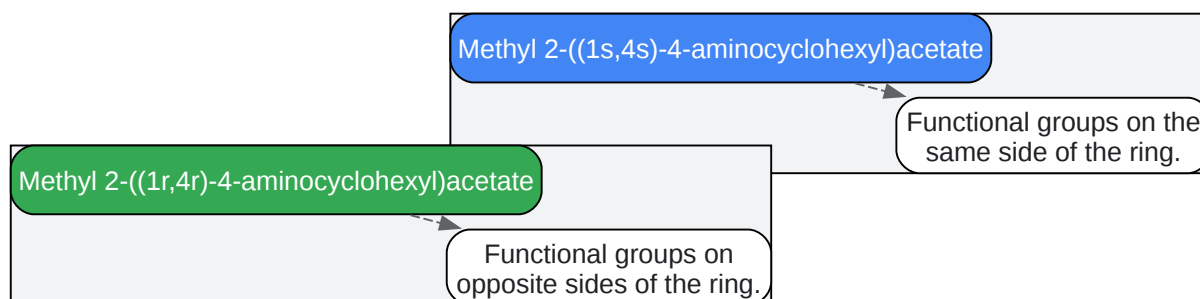 Methyl 2-((1s,4s)-4-aminocyclohexyl)acetate
Functional groups on the
same side of the ring.
Methyl 2-((1r,4r)-4-aminocyclohexyl)acetate
Functional groups on
opposite sides of the ring.